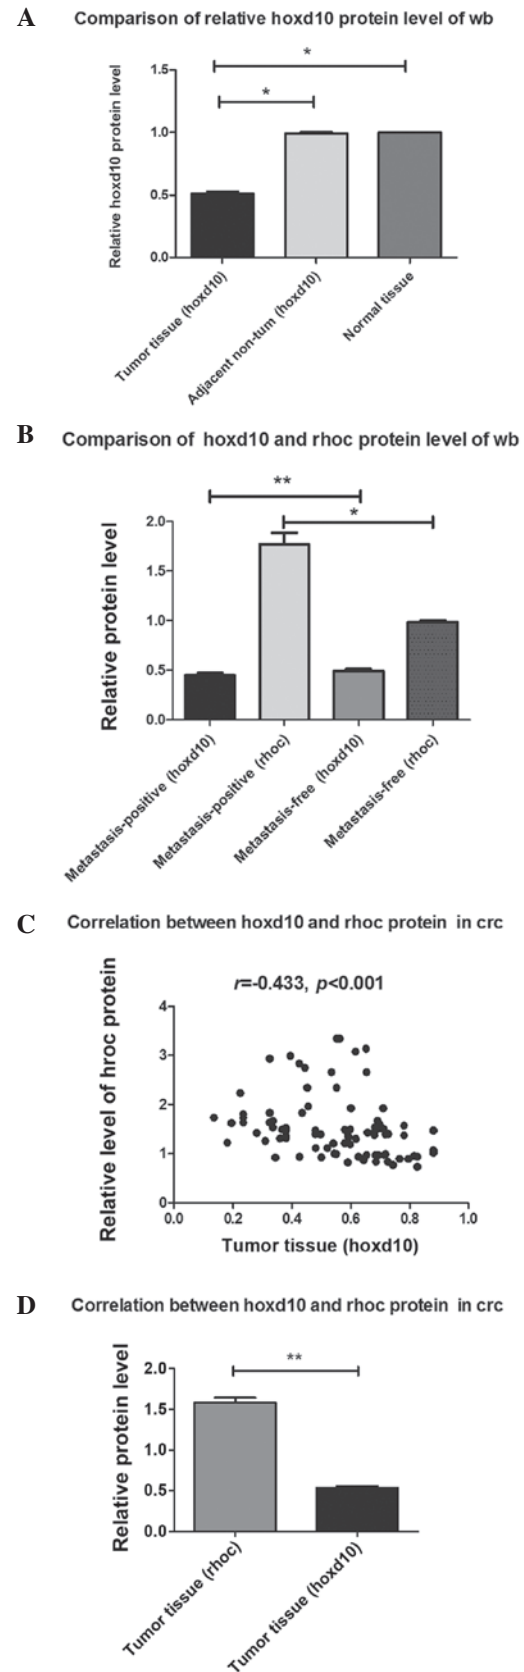 A Comparison of relative hoxd10 protein level of wb
*
*
Relative hoxd10 protein level
1.5
1.0
0.5
0.0
Tumor tissue (hoxd10)
Adjacent non-tum (hoxd10)
Normal tissue
B Comparison of hoxd10 and rhoc protein level of wb
**
*
Relative protein level
2.0
1.5
1.0
0.5
0.0
Metastasis-positive (hoxd10)
Metastasis-positive (rhoc)
Metastasis-free (hoxd10)
Metastasis-free (rhoc)
C Correlation between hoxd10 and rhoc protein in crc
r=-0.433, p<0.001
Relative level of hroc protein
4
3
2
1
0
0.0 0.2 0.4 0.6 0.8 1.0
Tumor tissue (hoxd10)
D Correlation between hoxd10 and rhoc protein in crc
**
Relative protein level
2.0
1.5
1.0
0.5
0.0
Tumor tissue (rhoc)
Tumor tissue (hoxd10)